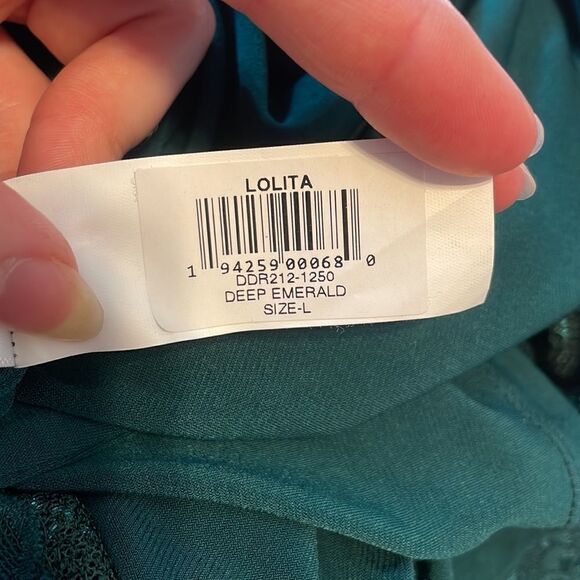 LOLITA
1 94259 00068 0
DDR212-1250
DEEP EMERALD
SIZE-L